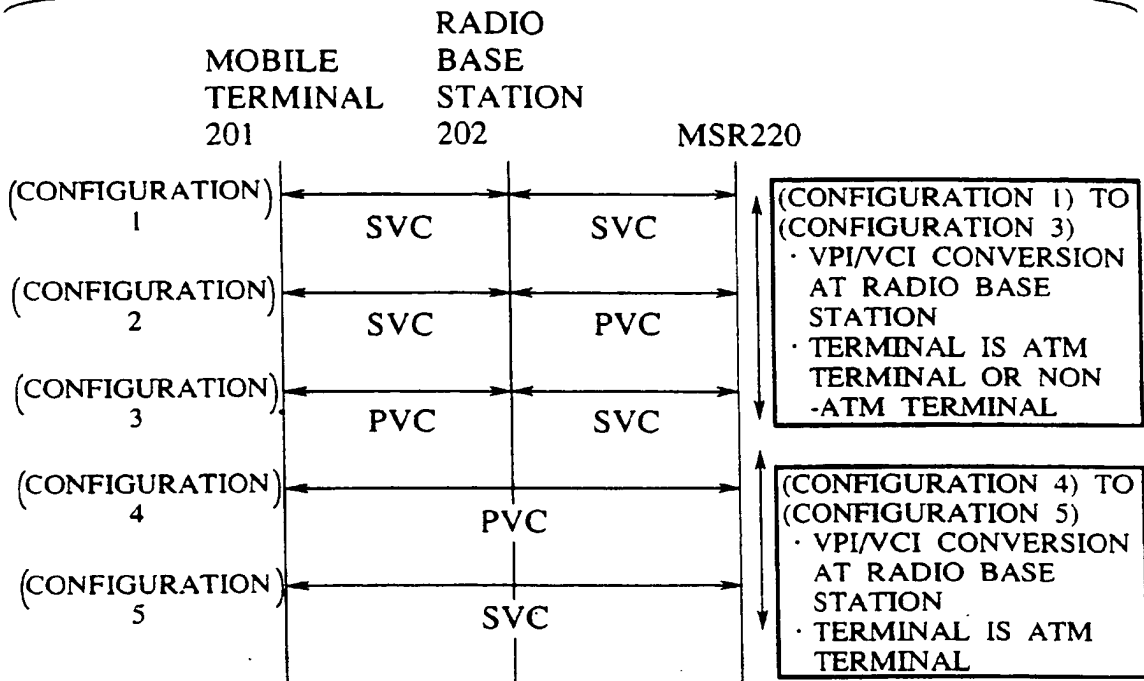 MOBILE
TERMINAL
201
RADIO
BASE
STATION
202
MSR220
(CONFIGURATION)
1
SVC
SVC
(CONFIGURATION)
2
SVC
PVC
(CONFIGURATION)
3
PVC
SVC
(CONFIGURATION)
4
PVC
(CONFIGURATION)
5
SVC
(CONFIGURATION 1) TO
(CONFIGURATION 3)
· VPI/VCI CONVERSION
AT RADIO BASE
STATION
· TERMINAL IS ATM
TERMINAL OR NON
-ATM TERMINAL
(CONFIGURATION 4) TO
(CONFIGURATION 5)
· VPI/VCI CONVERSION
AT RADIO BASE
STATION
· TERMINAL IS ATM
TERMINAL